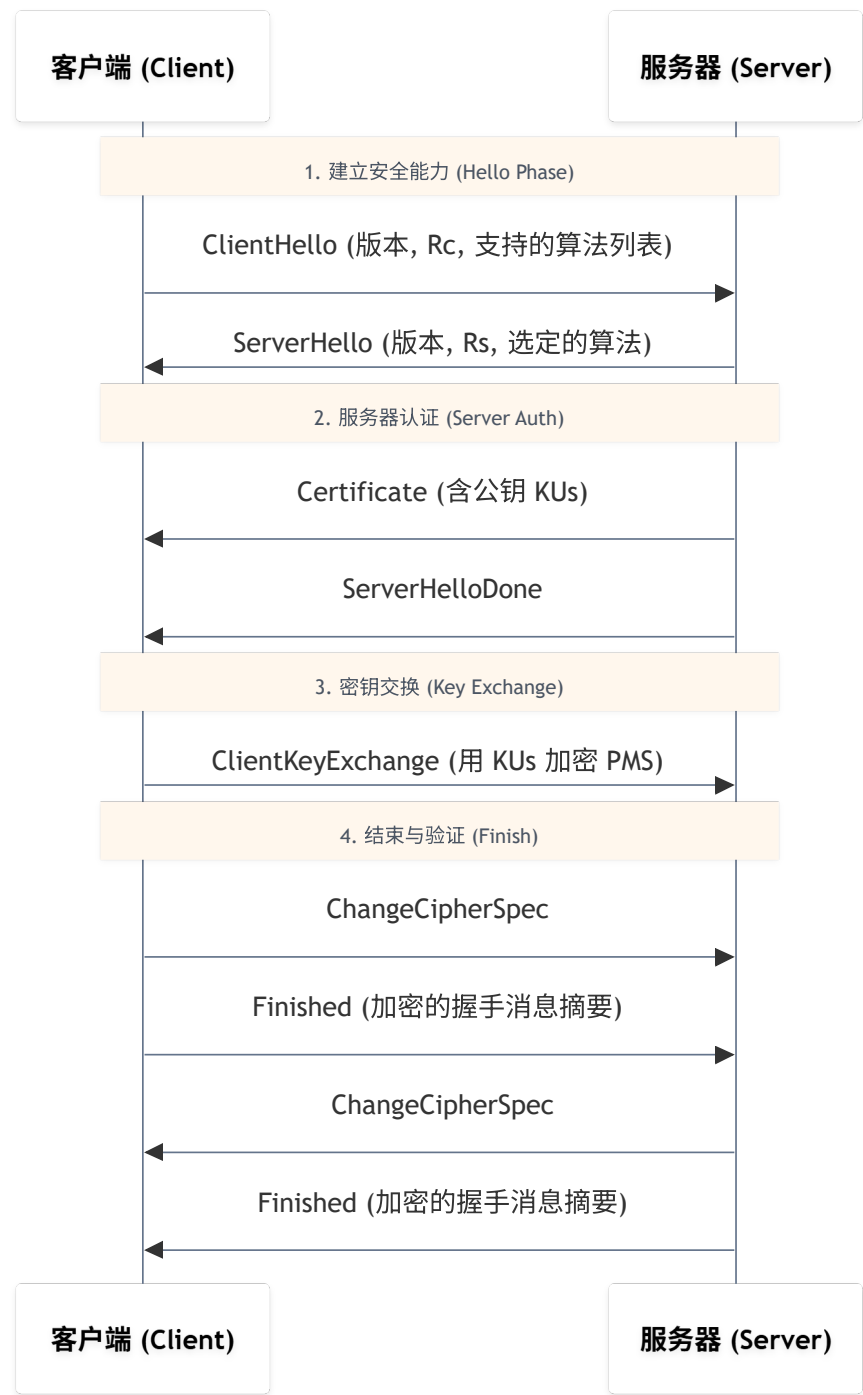 客户端 (Client)
服务器 (Server)
1. 建立安全能力 (Hello Phase)
ClientHello (版本, Rc, 支持的算法列表)
ServerHello (版本, Rs, 选定的算法)
2. 服务器认证 (Server Auth)
Certificate (含公钥 KUs)
ServerHelloDone
3. 密钥交换 (Key Exchange)
ClientKeyExchange (用 KUs 加密 PMS)
4. 结束与验证 (Finish)
ChangeCipherSpec
Finished (加密的握手消息摘要)
ChangeCipherSpec
Finished (加密的握手消息摘要)
客户端 (Client)
服务器 (Server)